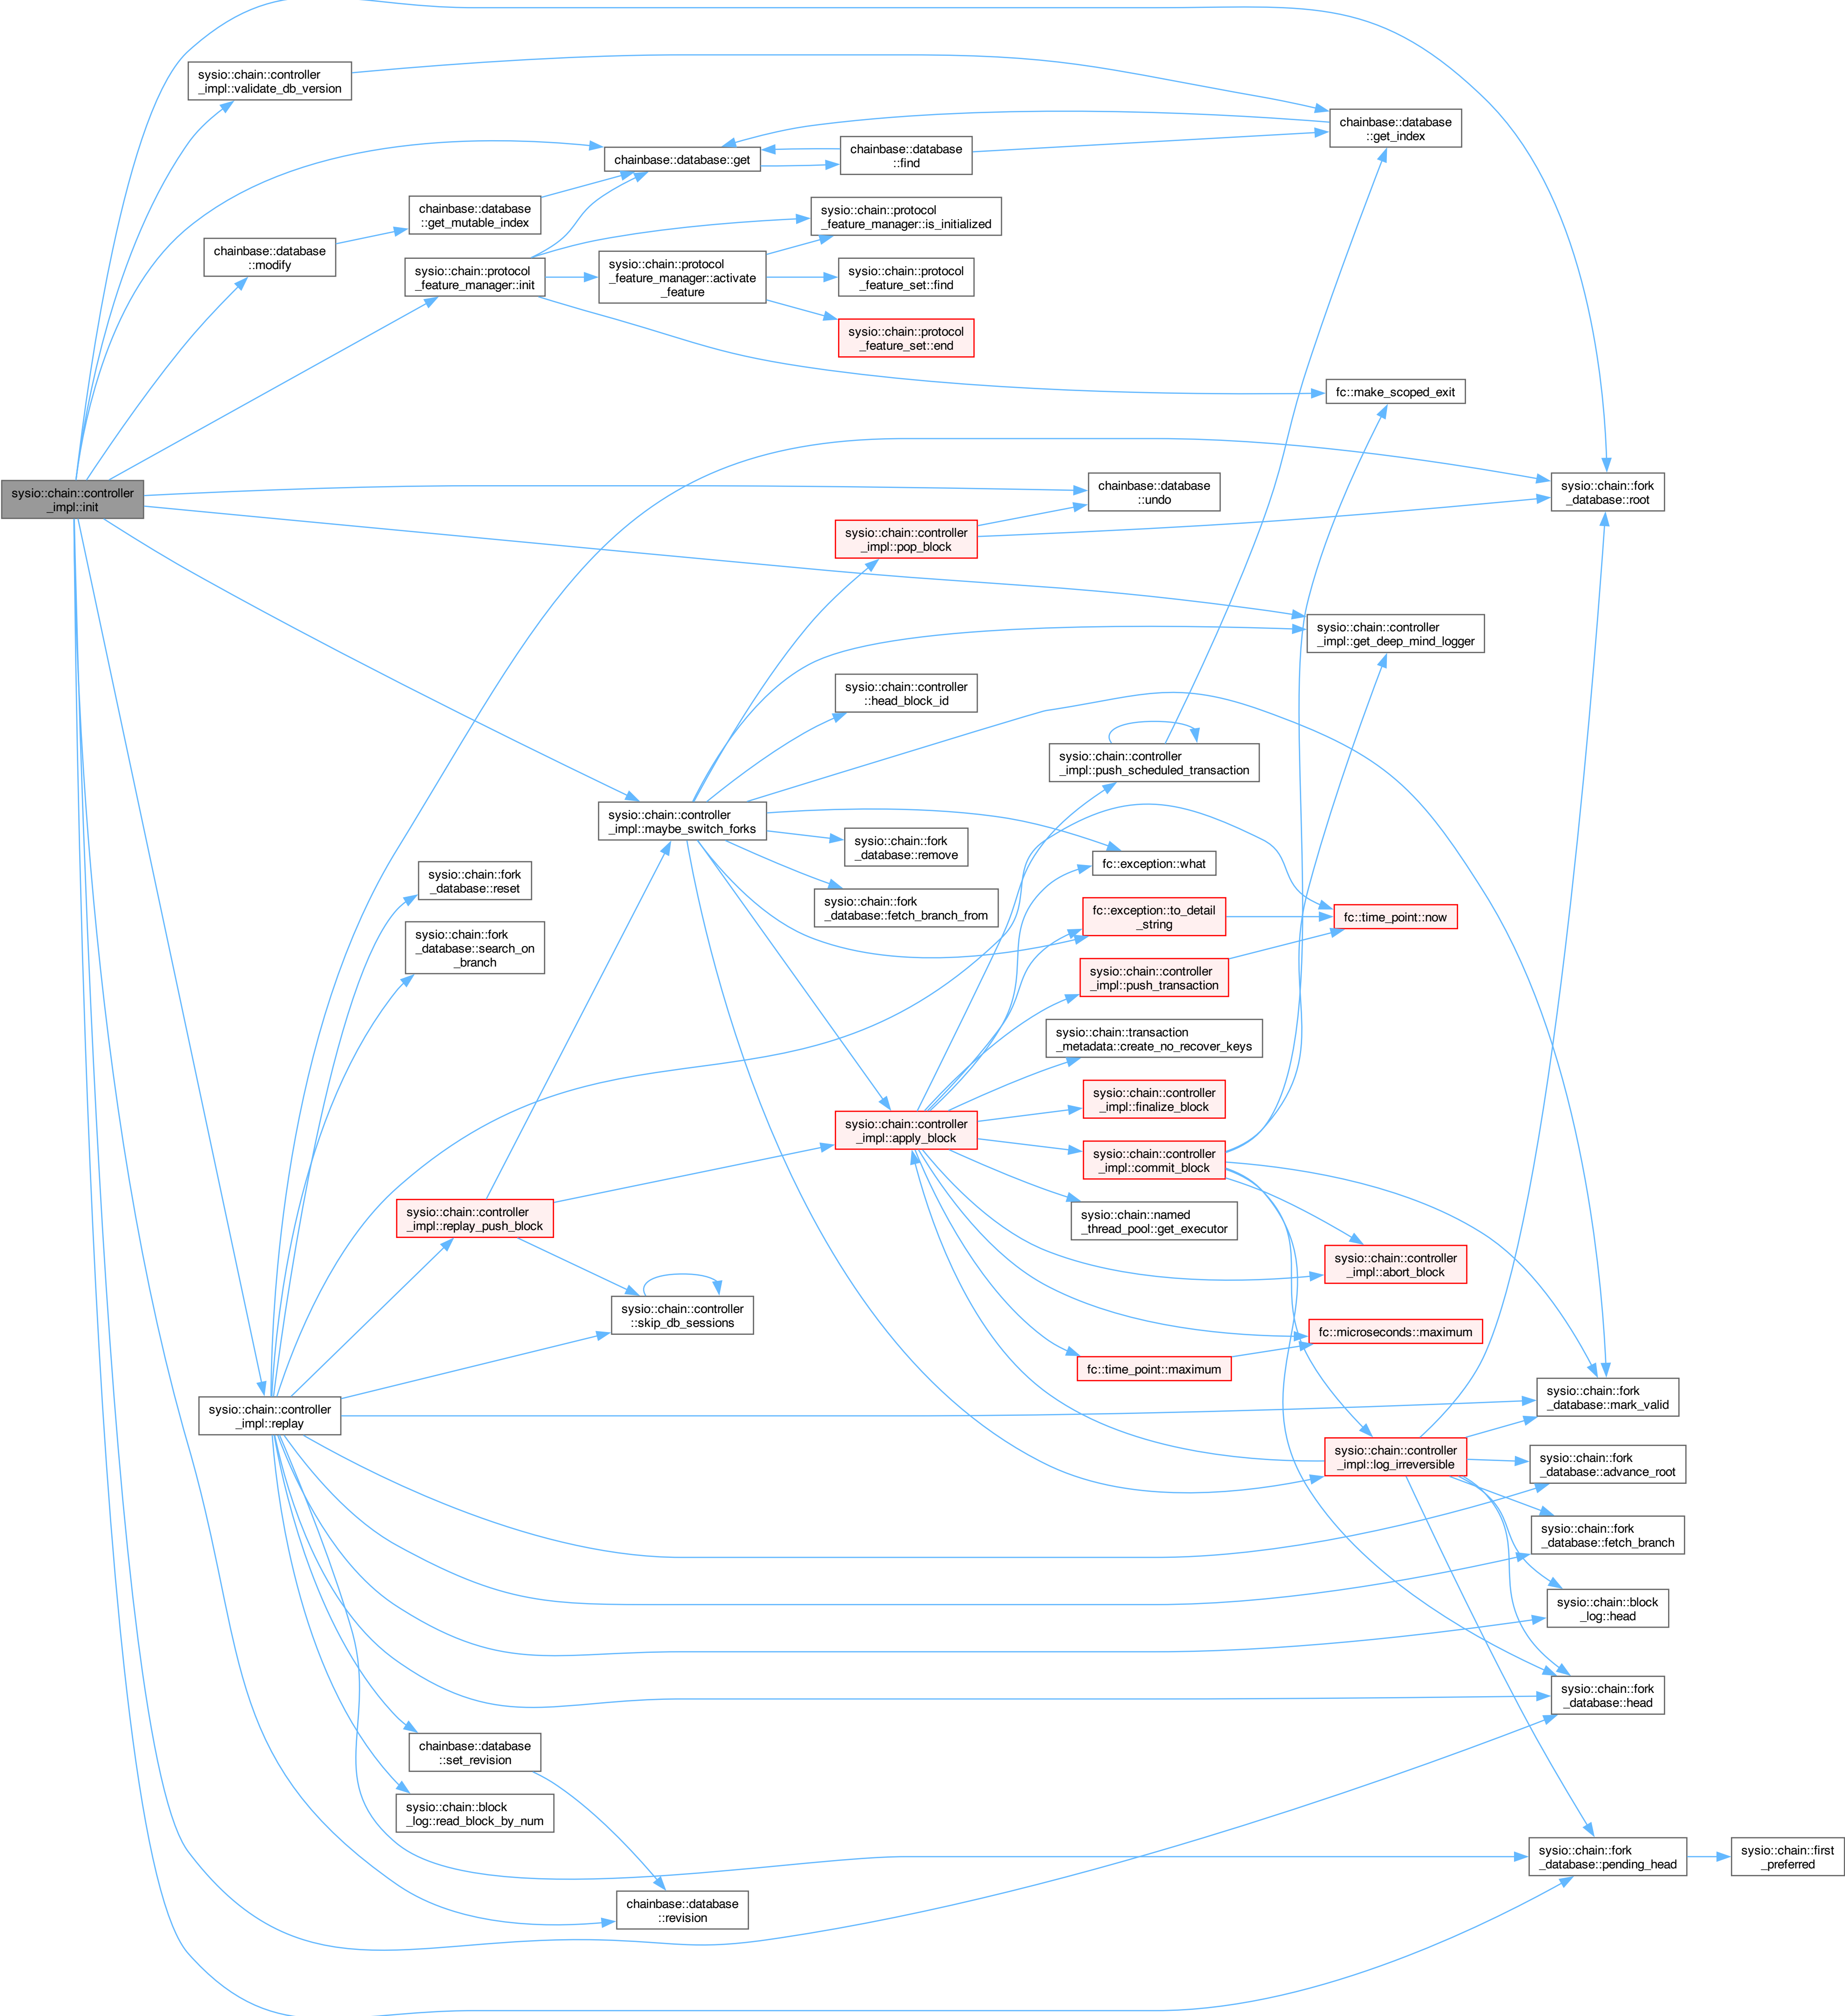 sysio::chain::controller
_impl::validate_db_version
chainbase::database
::get_index
chainbase::database::get
chainbase::database
::find
chainbase::database
::get_mutable_index
sysio::chain::protocol
_feature_manager::is_initialized
chainbase::database
::modify
sysio::chain::protocol
_feature_manager::init
sysio::chain::protocol
_feature_manager::activate
_feature
sysio::chain::protocol
_feature_set::find
sysio::chain::protocol
_feature_set::end
fc::make_scoped_exit
sysio::chain::controller
_impl::init
chainbase::database
::undo
sysio::chain::fork
_database::root
sysio::chain::controller
_impl::pop_block
sysio::chain::controller
_impl::get_deep_mind_logger
sysio::chain::controller
::head_block_id
sysio::chain::controller
_impl::push_scheduled_transaction
sysio::chain::controller
_impl::maybe_switch_forks
sysio::chain::fork
_database::remove
fc::exception::what
sysio::chain::fork
_database::reset
sysio::chain::fork
_database::fetch_branch_from
fc::exception::to_detail
_string
fc::time_point::now
sysio::chain::fork
_database::search_on
_branch
sysio::chain::controller
_impl::push_transaction
sysio::chain::transaction
_metadata::create_no_recover_keys
sysio::chain::controller
_impl::finalize_block
sysio::chain::controller
_impl::apply_block
sysio::chain::controller
_impl::commit_block
sysio::chain::controller
_impl::replay_push_block
sysio::chain::named
_thread_pool::get_executor
sysio::chain::controller
_impl::abort_block
sysio::chain::controller
::skip_db_sessions
fc::microseconds::maximum
fc::time_point::maximum
sysio::chain::controller
_impl::replay
sysio::chain::fork
_database::mark_valid
sysio::chain::controller
_impl::log_irreversible
sysio::chain::fork
_database::advance_root
sysio::chain::fork
_database::fetch_branch
sysio::chain::block
_log::head
sysio::chain::fork
_database::head
chainbase::database
::set_revision
sysio::chain::block
_log::read_block_by_num
sysio::chain::fork
_database::pending_head
sysio::chain::first
_preferred
chainbase::database
::revision